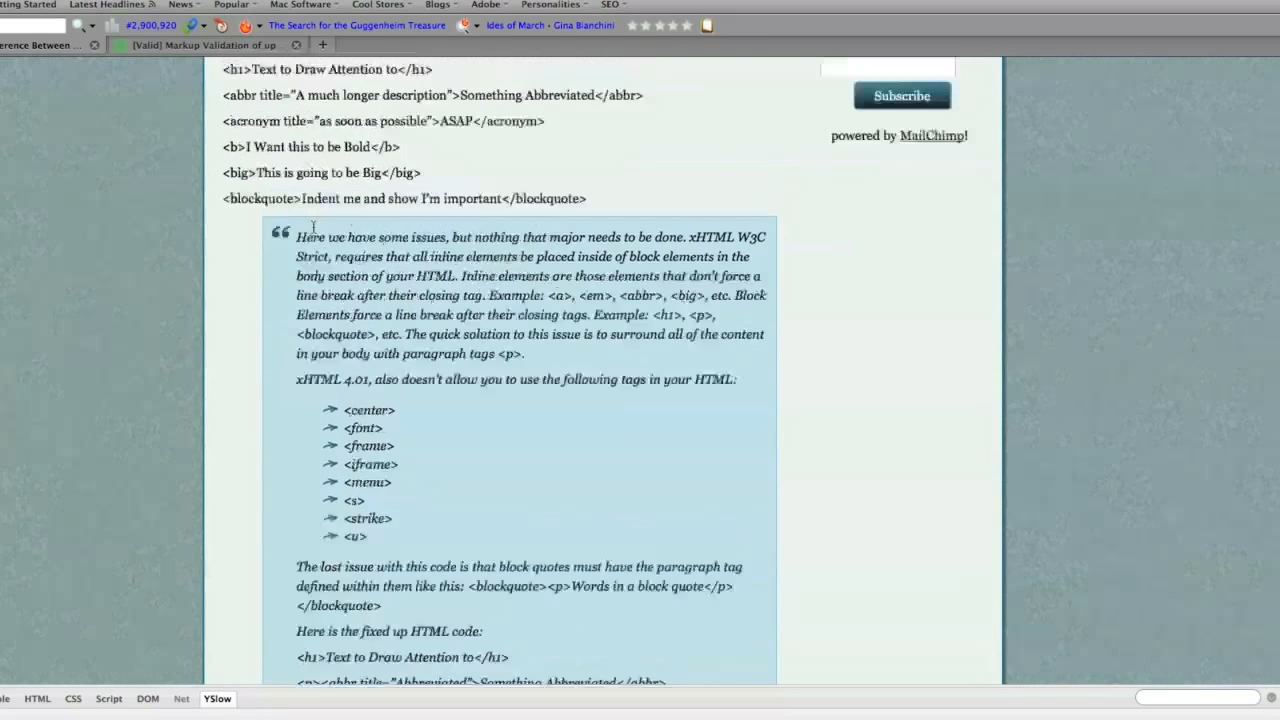 tting Started Latest Headlines News Popular Mac Software Cool Stores Blogs Adobe Personalities SEO
#2,900,920 The Search for the Guggenheim Treasure Ides of March · Gina Bianchini
erence Between ... [Valid] Markup Validation of up... +
<h1>Text to Draw Attention to</h1>
<abbr title="A much longer description">Something Abbreviated</abbr>
<acronym title="as soon as possible">ASAP</acronym>
<b>I Want this to be Bold</b>
<big>This is going to be Big</big>
<blockquote>Indent me and show I'm important</blockquote>
Subscribe
powered by MailChimp!
Here we have some issues, but nothing that major needs to be done. xHTML W3C
Strict, requires that all inline elements be placed inside of block elements in the
body section of your HTML. Inline elements are those elements that don't force a
line break after their closing tag. Example: <a>, <em>, <abbr>, <big>, etc. Block
Elements force a line break after their closing tags. Example: <h1>, <p>,
<blockquote>, etc. The quick solution to this issue is to surround all of the content
in your body with paragraph tags <p>.
xHTML 4.01, also doesn't allow you to use the following tags in your HTML:
<center>
<font>
<frame>
<iframe>
<menu>
<s>
<strike>
<u>
The last issue with this code is that block quotes must have the paragraph tag
defined within them like this: <blockquote><p>Words in a block quote</p>
</blockquote>
Here is the fixed up HTML code:
<h1>Text to Draw Attention to</h1>
<p><abbr title="Abbreviated">Something Abbreviated</abbr>
ole HTML CSS Script DOM Net YSlow